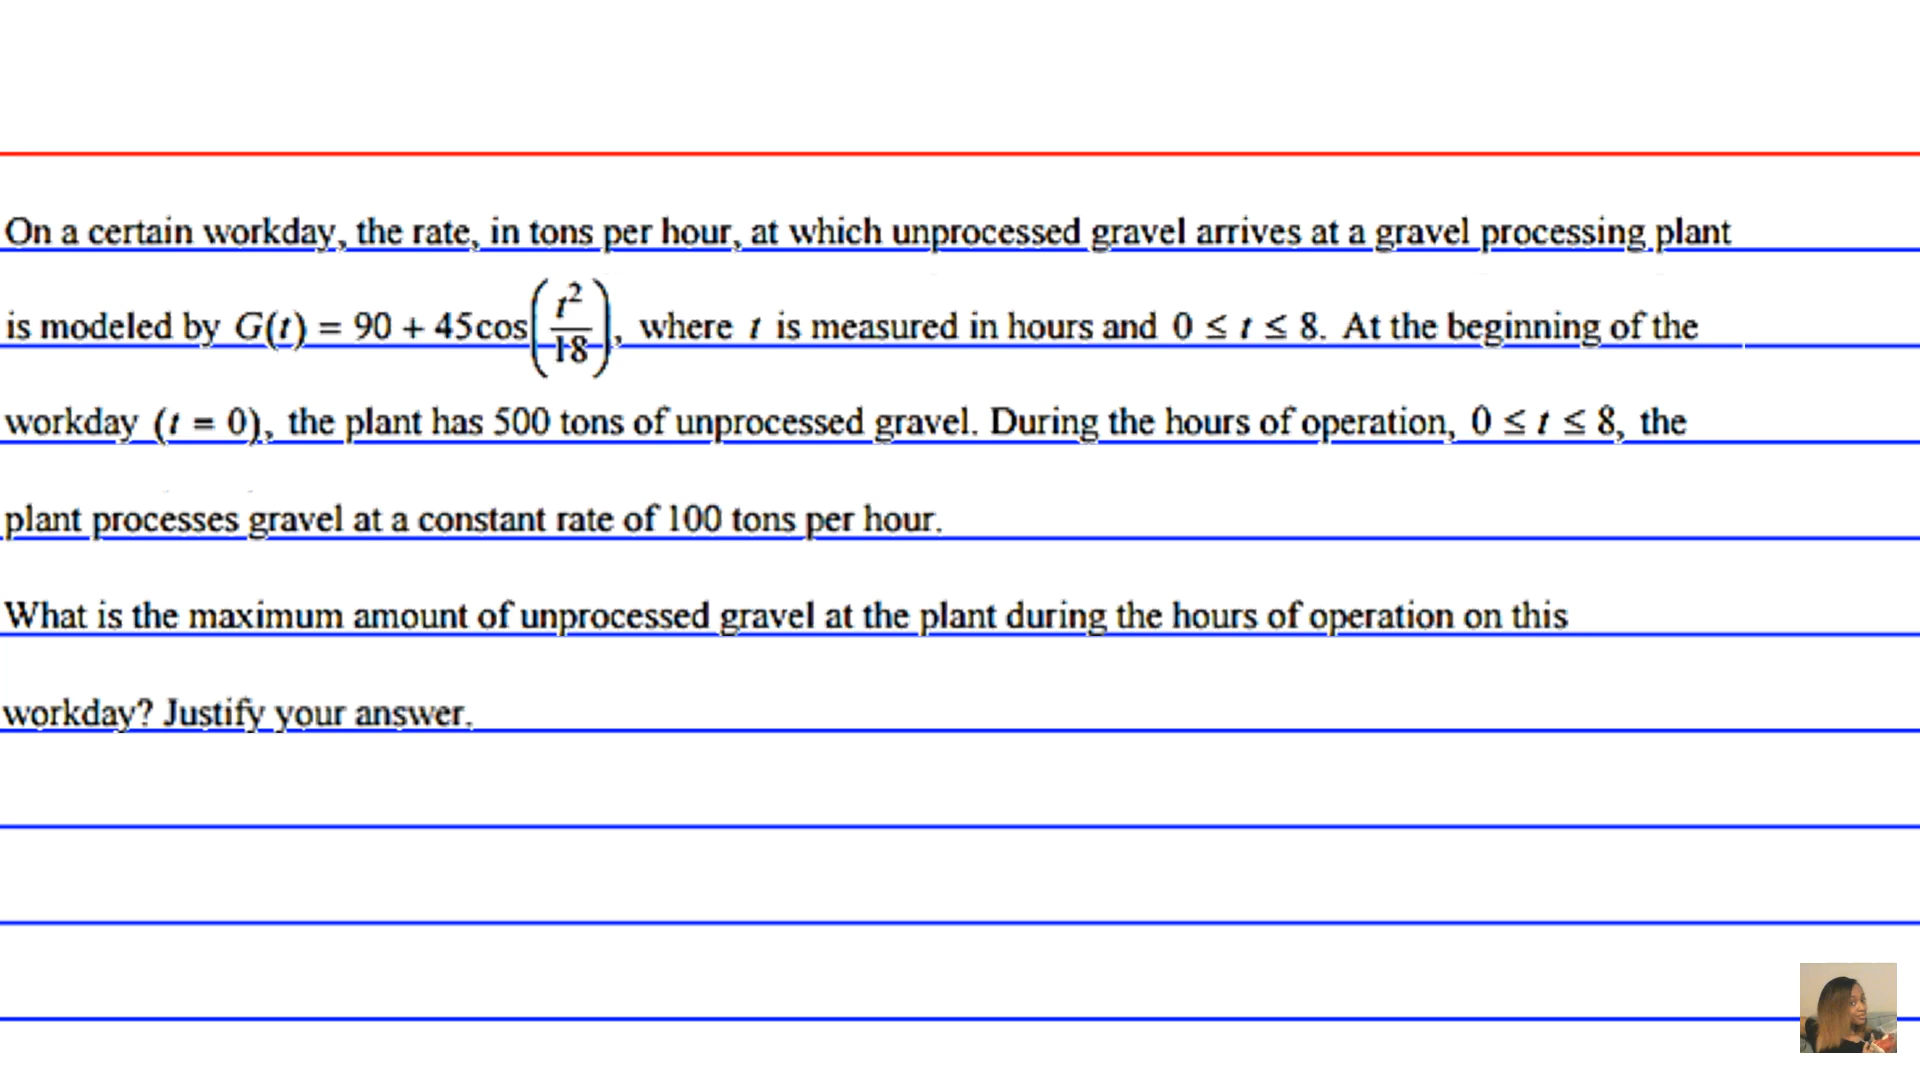 On a certain workday, the rate, in tons per hour, at which unprocessed gravel arrives at a gravel processing plant
is modeled by G(t) = 90 + 45cos(t²/18), where t is measured in hours and 0 ≤ t ≤ 8. At the beginning of the
workday (t = 0), the plant has 500 tons of unprocessed gravel. During the hours of operation, 0 ≤ t ≤ 8, the
plant processes gravel at a constant rate of 100 tons per hour.
What is the maximum amount of unprocessed gravel at the plant during the hours of operation on this
workday? Justify your answer.